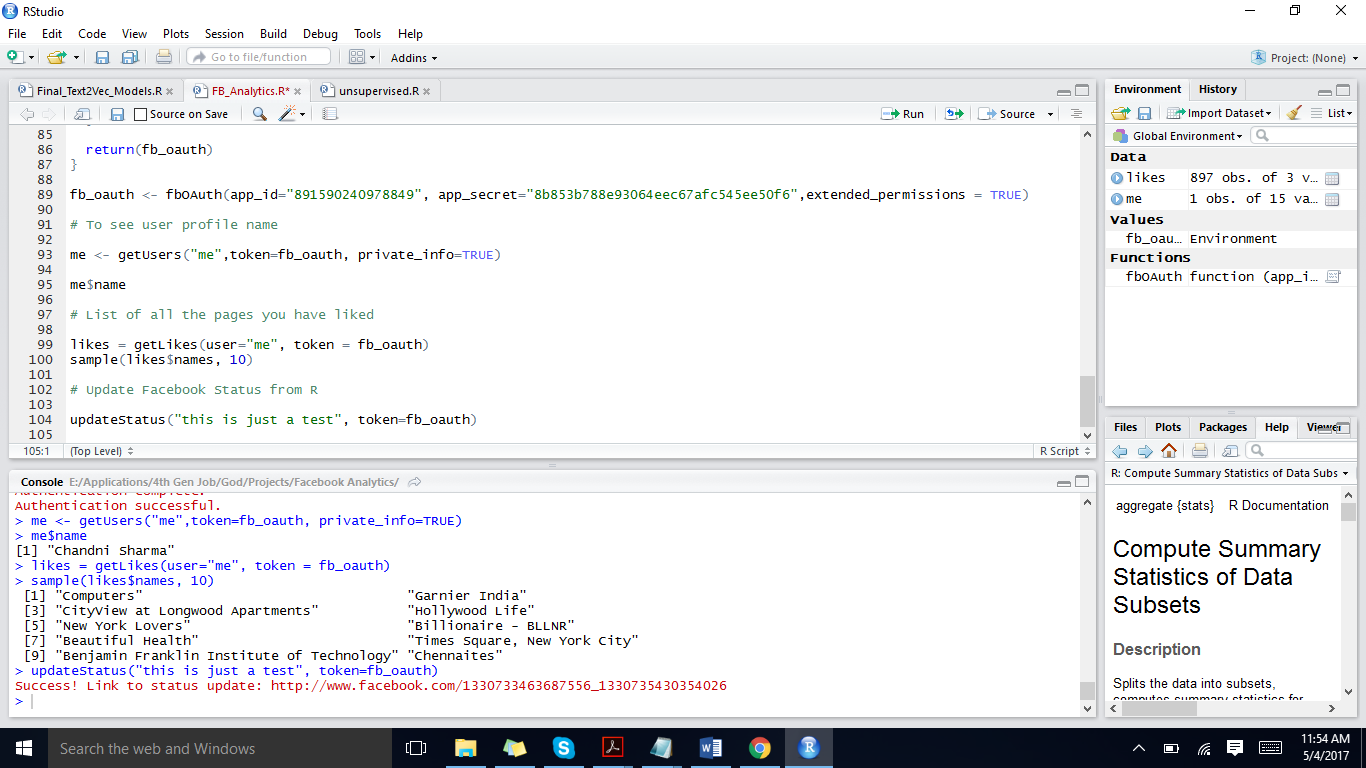 RStudio
File Edit Code View Plots Session Build Debug Tools Help
Go to file/function Addins Project: (None)
Final_Text2Vec_Models.R FB_Analytics.R* unsupervised.R
Source on Save Run Source
85
86 return(fb_oauth)
87 }
88
89 fb_oauth <- fbOAuth(app_id="891590240978849", app_secret="8b853b788e93064eec67afc545ee50f6",extended_permissions = TRUE)
90
91 # To see user profile name
92
93 me <- getUsers("me",token=fb_oauth, private_info=TRUE)
94
95 me$name
96
97 # List of all the pages you have liked
98
99 likes = getLikes(user="me", token = fb_oauth)
100 sample(likes$names, 10)
101
102 # Update Facebook Status from R
103
104 updateStatus("this is just a test", token=fb_oauth)
105
105:1 (Top Level) R Script
Console E:/Applications/4th Gen Job/God/Projects/Facebook Analytics/
Authentication complete.
Authentication successful.
> me <- getUsers("me",token=fb_oauth, private_info=TRUE)
> me$name
[1] "Chandni Sharma"
> likes = getLikes(user="me", token = fb_oauth)
> sample(likes$names, 10)
[1] "Computers" "Garnier India"
[3] "CityView at Longwood Apartments" "Hollywood Life"
[5] "New York Lovers" "Billionaire - BLLNR"
[7] "Beautiful Health" "Times Square, New York City"
[9] "Benjamin Franklin Institute of Technology" "Chennaites"
> updateStatus("this is just a test", token=fb_oauth)
Success! Link to status update: http://www.facebook.com/1330733463687556_1330735430354026
>
Environment History
Import Dataset List
Global Environment
Data
likes 897 obs. of 3 v...
me 1 obs. of 15 va...
Values
fb_oau... Environment
Functions
fbOAuth function (app_i...
Files Plots Packages Help Viewer
R: Compute Summary Statistics of Data Subs
aggregate {stats} R Documentation
Compute Summary
Statistics of Data
Subsets
Description
Splits the data into subsets,
computes summary statistics for
Search the web and Windows
11:54 AM
5/4/2017